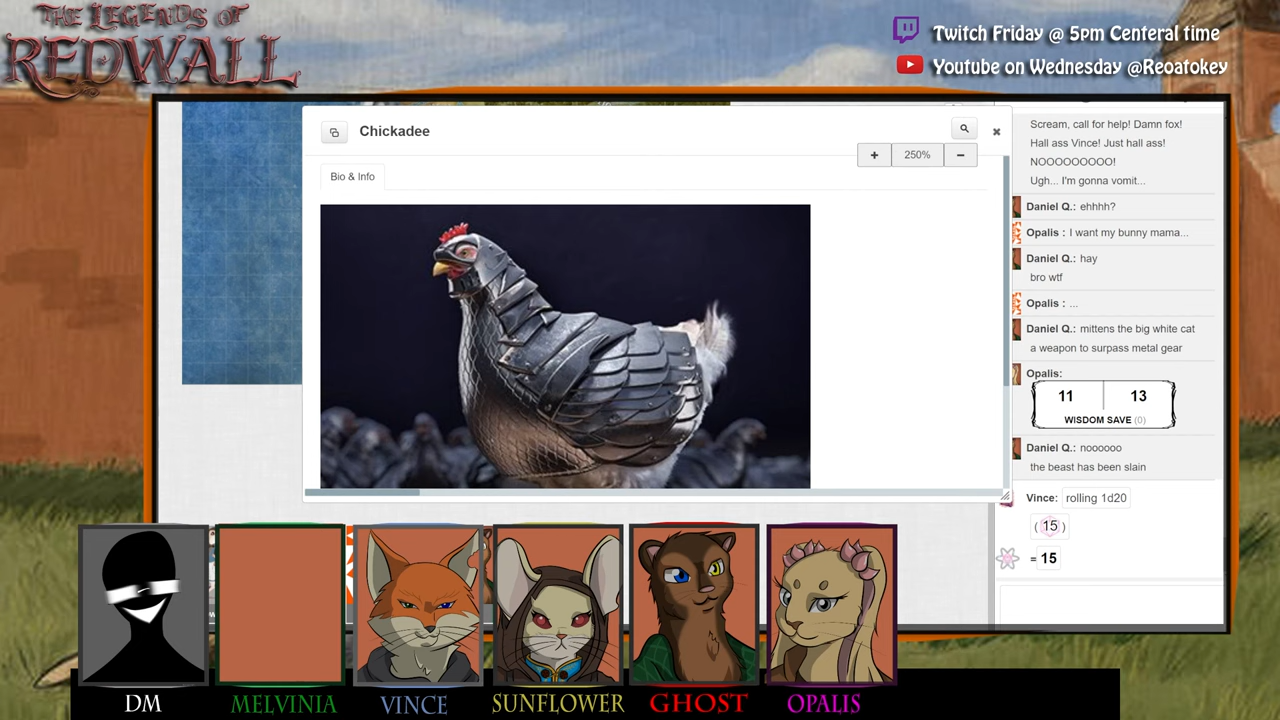 THE LEGENDS OF
REDWALL
Twitch Friday @ 5pm Centeral time
Youtube on Wednesday @Reoatokey
Chickadee
+ 250% −
Bio & Info
Scream, call for help! Damn fox!
Hall ass Vince! Just hall ass!
NOOOOOOOOO!
Ugh... I'm gonna vomit...
Daniel Q.: ehhhh?
Opalis : I want my bunny mama...
Daniel Q.: hay
bro wtf
Opalis : ...
Daniel Q.: mittens the big white cat
a weapon to surpass metal gear
Opalis:
11 13
WISDOM SAVE (0)
Daniel Q.: noooooo
the beast has been slain
Vince: rolling 1d20
(15)
=15
DM MELVINIA VINCE SUNFLOWER GHOST OPALIS